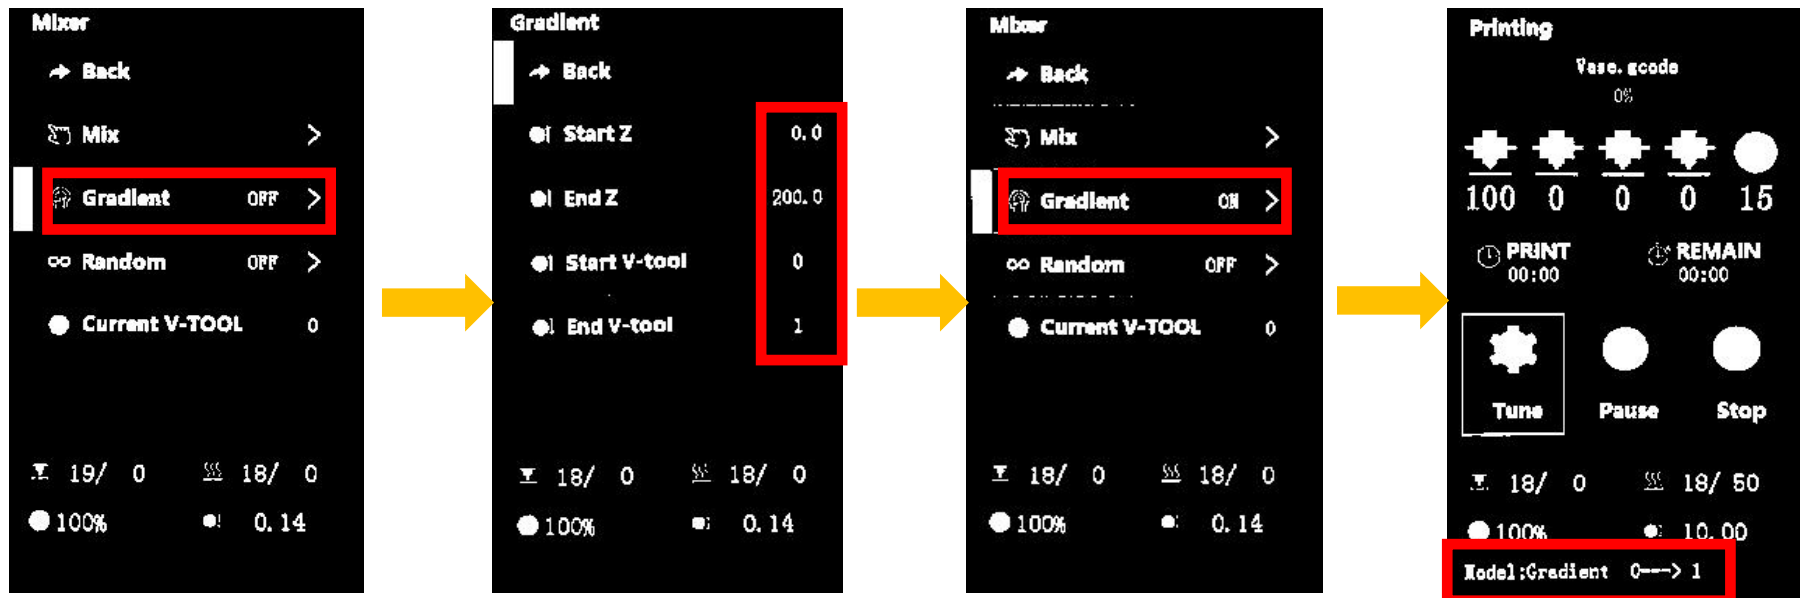 Mixer
Back
Mix >
Gradient OFF >
Random OFF >
Current V-TOOL 0
19/ 0 18/ 0
100% 0.14
Gradient
Back
Start Z 0.0
End Z 200.0
Start V-tool 0
End V-tool 1
18/ 0 18/ 0
100% 0.14
Mixer
Back
Mix >
Gradient ON >
Random OFF >
Current V-TOOL 0
18/ 0 18/ 0
100% 0.14
Printing
Vase.gcode
0%
100 0 0 0 15
PRINT REMAIN
00:00 00:00
Tune Pause Stop
18/ 0 18/ 50
100% 10.00
Model:Gradient 0---> 1